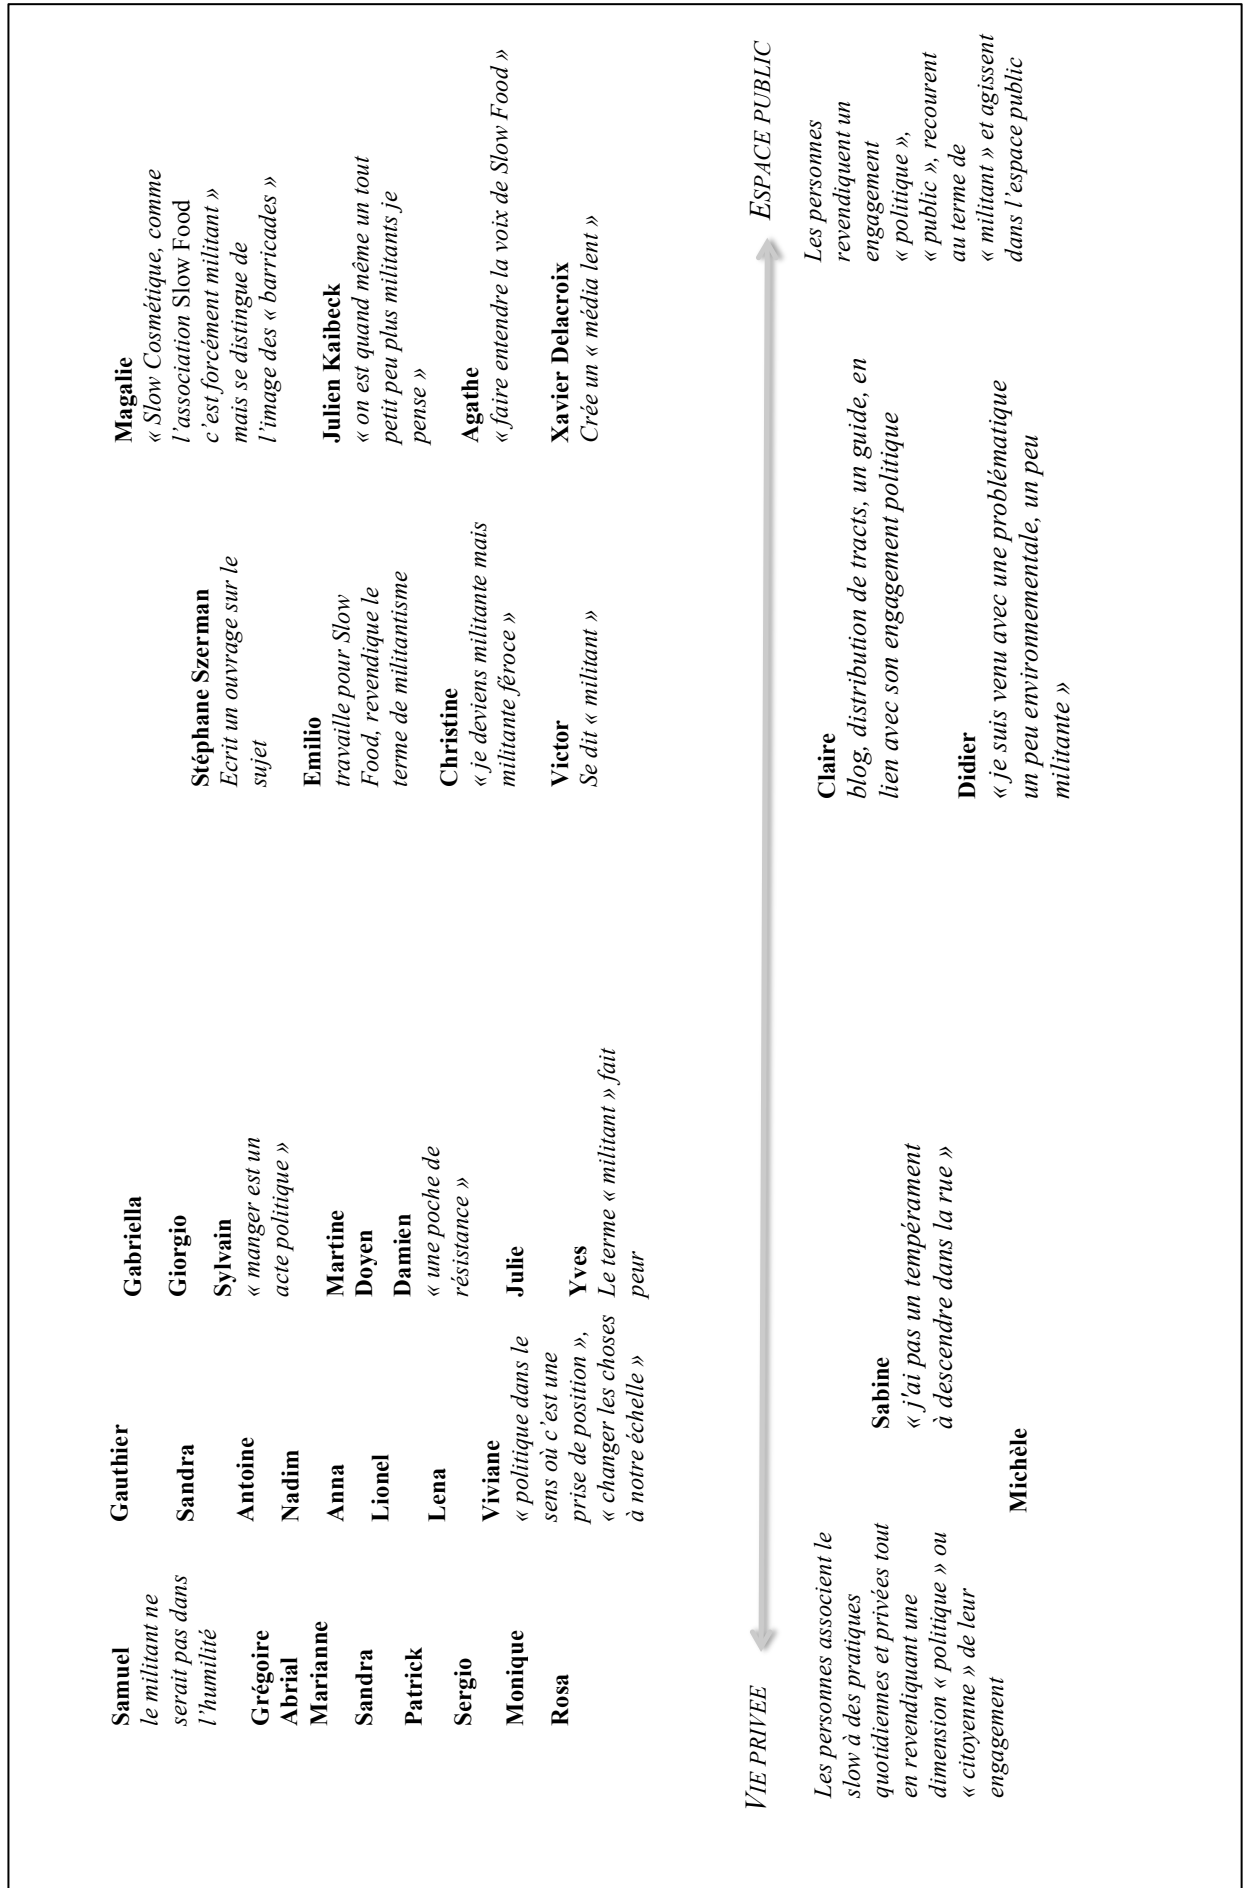 Samuel
le militant ne
serait pas dans
l'humilité
Grégoire
Abrial
Marianne
Sandra
Patrick
Sergio
Monique
Rosa
Gauthier
Sandra
Antoine
Nadim
Anna
Lionel
Lena
Viviane
« politique dans le
sens où c'est une
prise de position »,
« changer les choses
à notre échelle »
Gabriella
Giorgio
Sylvain
« manger est un
acte politique »
Martine
Doyen
Damien
« une poche de
résistance »
Julie
Yves
Le terme « militant » fait
peur
Stéphane Szerman
Ecrit un ouvrage sur le
sujet
Emilio
travaille pour Slow
Food, revendique le
terme de militantisme
Christine
« je deviens militante mais
militante féroce »
Victor
Se dit « militant »
Magalie
« Slow Cosmétique, comme
l'association Slow Food
c'est forcément militant »
mais se distingue de
l'image des « barricades »
Julien Kaibeck
« on est quand même un tout
petit peu plus militants je
pense »
Agathe
« faire entendre la voix de Slow Food »
Xavier Delacroix
Crée un « média lent »
VIE PRIVEE
ESPACE PUBLIC
Les personnes associent le
slow à des pratiques
quotidiennes et privées tout
en revendiquant une
dimension « politique » ou
« citoyenne » de leur
engagement
Michèle
Sabine
« j'ai pas un tempérament
à descendre dans la rue »
Claire
blog, distribution de tracts, un guide, en
lien avec son engagement politique
Didier
« je suis venu avec une problématique
un peu environnementale, un peu
militante »
Les personnes
revendiquent un
engagement
« politique »,
« public », recourent
au terme de
« militant » et agissent
dans l'espace public